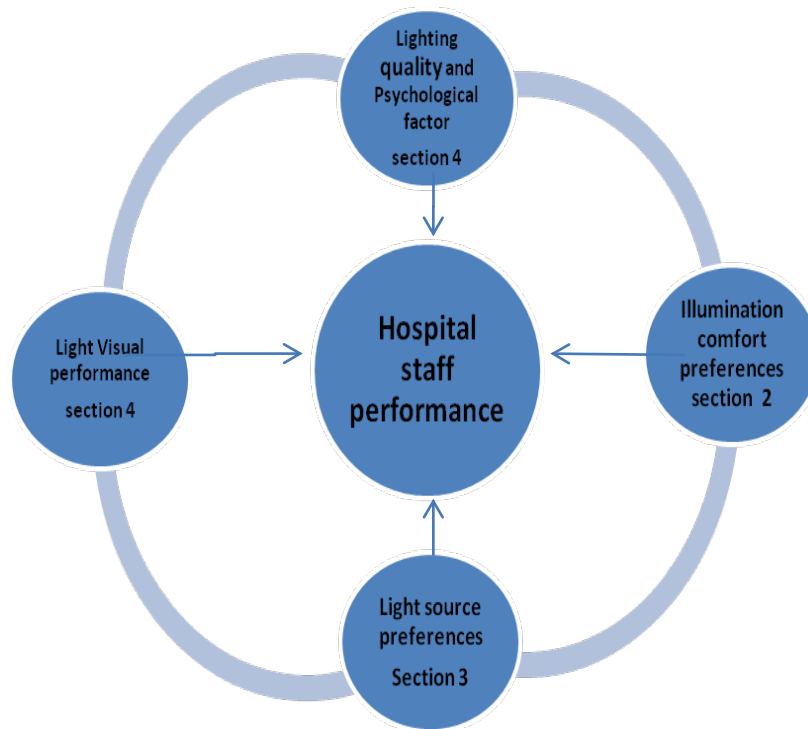 Lighting
quality and
Psychological
factor
section 4
Hospital
staff
performance
Light Visual
performance
section 4
Illumination
comfort
preferences
section 2
Light source
preferences
Section 3